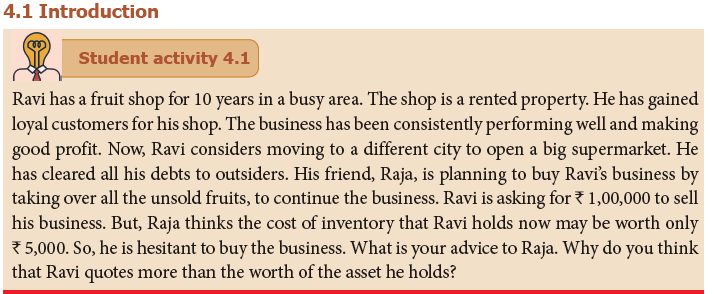 4.1 Introduction
Student activity 4.1
Ravi has a fruit shop for 10 years in a busy area. The shop is a rented property. He has gained
loyal customers for his shop. The business has been consistently performing well and making
good profit. Now, Ravi considers moving to a different city to open a big supermarket. He
has cleared all his debts to outsiders. His friend, Raja, is planning to buy Ravi’s business by
taking over all the unsold fruits, to continue the business. Ravi is asking for ₹ 1,00,000 to sell
his business. But, Raja thinks the cost of inventory that Ravi holds now may be worth only
₹ 5,000. So, he is hesitant to buy the business. What is your advice to Raja. Why do you think
that Ravi quotes more than the worth of the asset he holds?